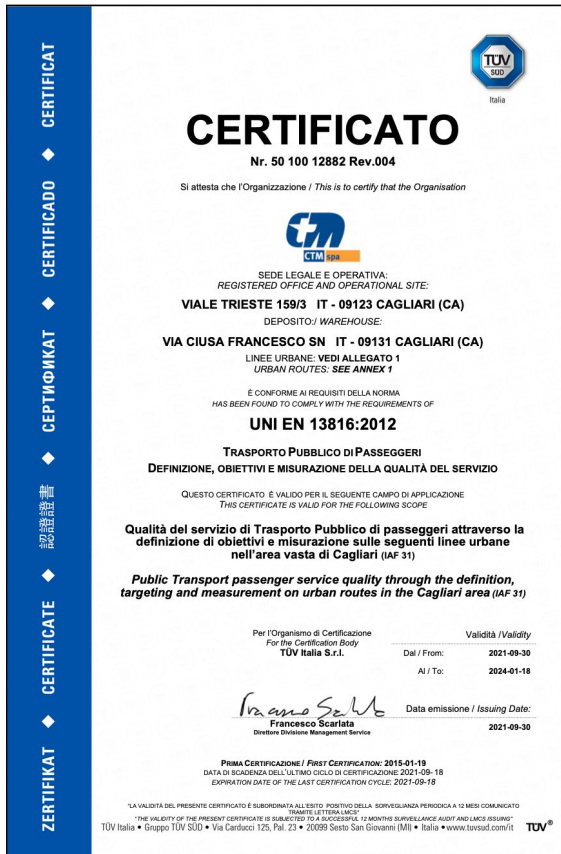 ZERTIFIKAT ◆ CERTIFICATE ◆ 認證證書 ◆ СЕРТИФИКАТ ◆ CERTIFICADO ◆ CERTIFICAT
TÜV
SÜD
Italia
CERTIFICATO
Nr. 50 100 12882 Rev.004
Si attesta che l'Organizzazione / This is to certify that the Organisation
CTM spa
SEDE LEGALE E OPERATIVA:
REGISTERED OFFICE AND OPERATIONAL SITE:
VIALE TRIESTE 159/3 IT - 09123 CAGLIARI (CA)
DEPOSITO:/ WAREHOUSE:
VIA CIUSA FRANCESCO SN IT - 09131 CAGLIARI (CA)
LINEE URBANE: VEDI ALLEGATO 1
URBAN ROUTES: SEE ANNEX 1
È CONFORME AI REQUISITI DELLA NORMA
HAS BEEN FOUND TO COMPLY WITH THE REQUIREMENTS OF
UNI EN 13816:2012
TRASPORTO PUBBLICO DI PASSEGGERI
DEFINIZIONE, OBIETTIVI E MISURAZIONE DELLA QUALITÀ DEL SERVIZIO
QUESTO CERTIFICATO È VALIDO PER IL SEGUENTE CAMPO DI APPLICAZIONE
THIS CERTIFICATE IS VALID FOR THE FOLLOWING SCOPE
Qualità del servizio di Trasporto Pubblico di passeggeri attraverso la
definizione di obiettivi e misurazione sulle seguenti linee urbane
nell'area vasta di Cagliari (IAF 31)
Public Transport passenger service quality through the definition,
targeting and measurement on urban routes in the Cagliari area (IAF 31)
Per l'Organismo di Certificazione
For the Certification Body
TÜV Italia S.r.l.
Validità /Validity
Dal / From: 2021-09-30
Al / To: 2024-01-18
Data emissione / Issuing Date:
2021-09-30
Francesco Scarlata
Francesco Scarlata
Direttore Divisione Management Service
PRIMA CERTIFICAZIONE / FIRST CERTIFICATION: 2015-01-19
DATA DI SCADENZA DELL'ULTIMO CICLO DI CERTIFICAZIONE: 2021-09- 18
EXPIRATION DATE OF THE LAST CERTIFICATION CYCLE: 2021-09-18
"LA VALIDITÀ DEL PRESENTE CERTIFICATO È SUBORDINATA ALL'ESITO POSITIVO DELLA SORVEGLIANZA PERIODICA A 12 MESI COMUNICATO
TRAMITE LETTERA LMCS"
"THE VALIDITY OF THE PRESENT CERTIFICATE IS SUBJECTED TO A SUCCESSFUL 12 MONTHS SURVEILLANCE AUDIT AND LMCS ISSUING"
TÜV Italia • Gruppo TÜV SÜD • Via Carducci 125, Pal. 23 • 20099 Sesto San Giovanni (MI) • Italia • www.tuvsud.com/it TÜV®